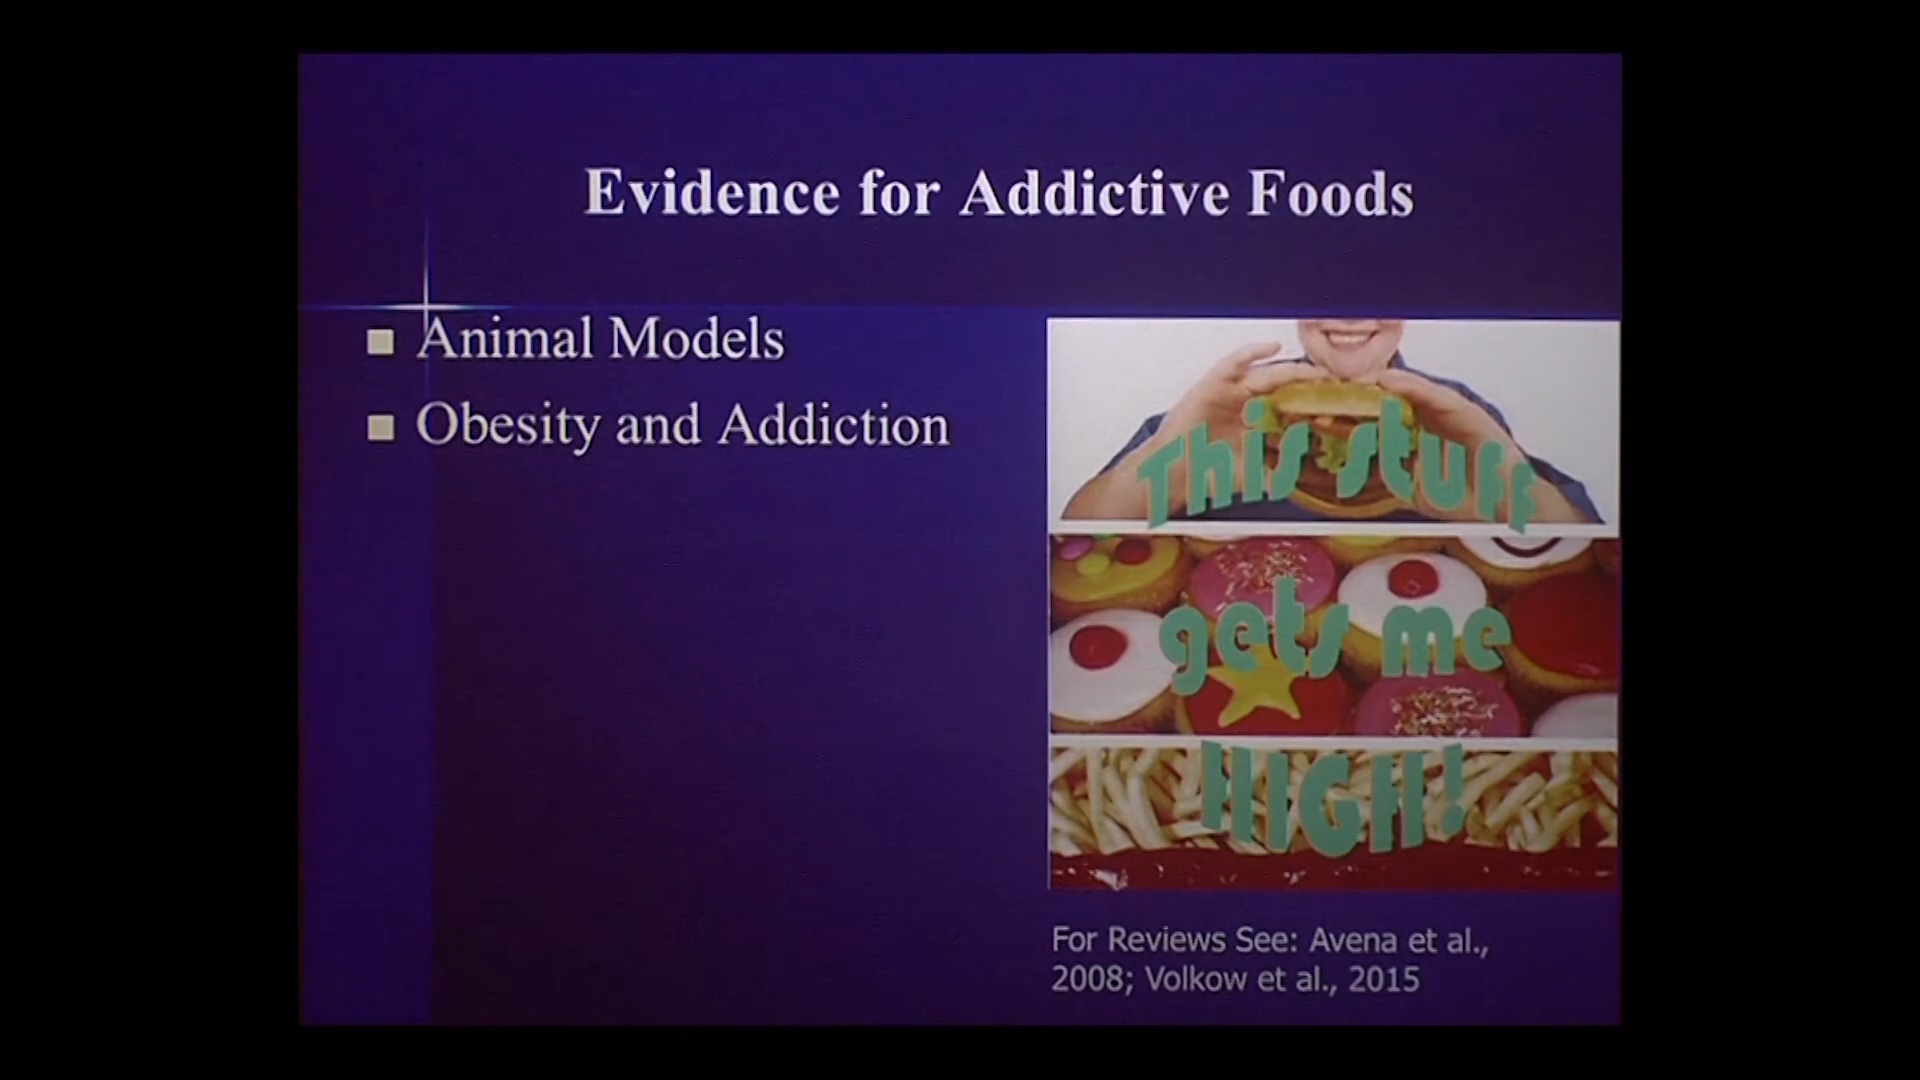 Evidence for Addictive Foods
Animal Models
Obesity and Addiction
This stuff
gets me
HIGH!
For Reviews See: Avena et al.,
2008; Volkow et al., 2015